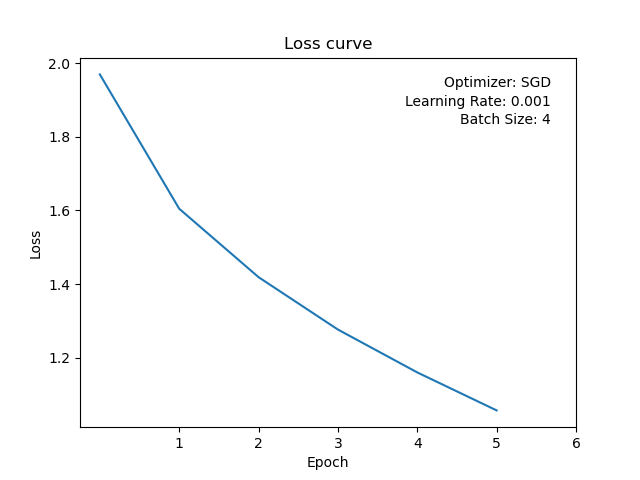 Loss curve
Optimizer: SGD
Learning Rate: 0.001
Batch Size: 4
Loss
2.0
1.8
1.6
1.4
1.2
1 2 3 4 5 6
Epoch